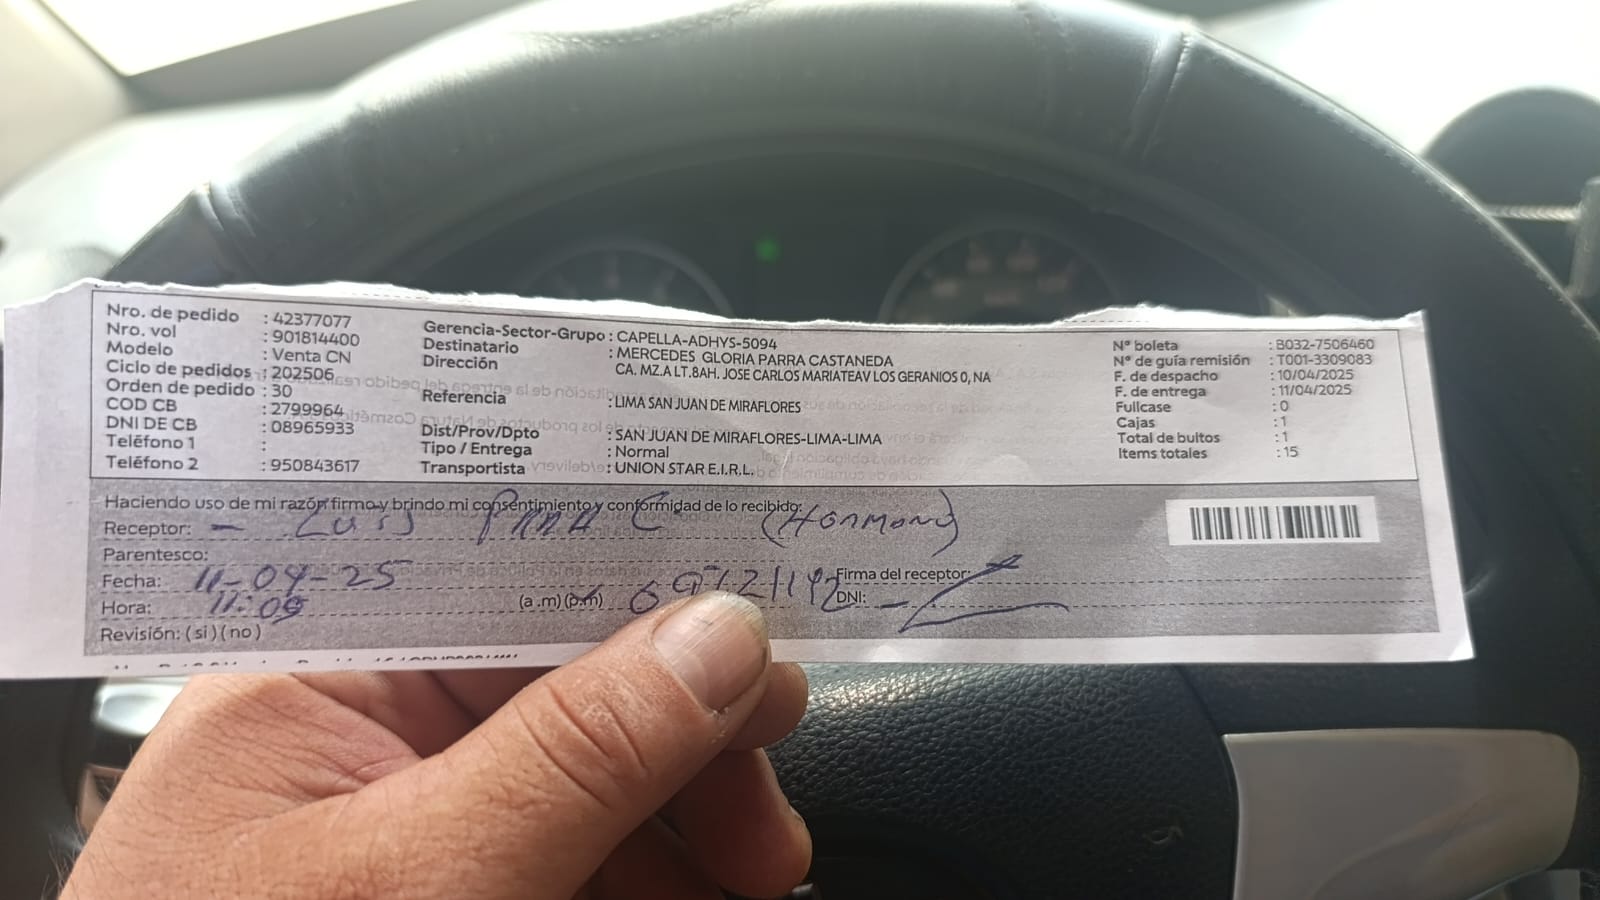 Nro. de pedido : 42377077
Nro. vol : 901814400
Modelo : Venta CN
Ciclo de pedidos : 202506
Orden de pedido : 30
COD CB : 2799964
DNI DE CB : 08965933
Teléfono 1 :
Teléfono 2 : 950843617
Gerencia-Sector-Grupo : CAPELLA-ADHYS-5094
Destinatario : MERCEDES GLORIA PARRA CASTANEDA
Dirección CA. MZ.A LT.8AH. JOSE CARLOS MARIATEAV LOS GERANIOS 0, NA
Referencia : LIMA SAN JUAN DE MIRAFLORES
Dist/Prov/Dpto : SAN JUAN DE MIRAFLORES-LIMA-LIMA
Tipo / Entrega : Normal
Transportista : UNION STAR E.I.R.L.
N° boleta : B032-7506460
N° de guía remisión : T001-3309083
F. de despacho : 10/04/2025
F. de entrega : 11/04/2025
Fullcase : 0
Cajas : 1
Total de bultos : 1
Items totales : 15
Haciendo uso de mi razón firmo y brindo mi consentimiento y conformidad de lo recibido:
Receptor: - Luis Parra C. (Hermano)
Parentesco:
Fecha: 11-04-25
Firma del receptor:
Hora: 11:09 (a.m)(p.m)
DNI:
Revisión: (si) (no)